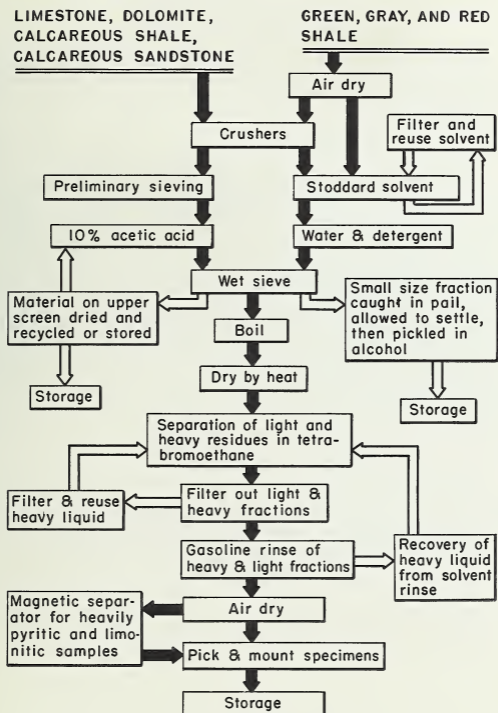 LIMESTONE, DOLOMITE,
CALCAREOUS SHALE,
CALCAREOUS SANDSTONE
GREEN, GRAY, AND RED
SHALE
Air dry
Crushers
Filter and
reuse solvent
Preliminary sieving
Stoddard solvent
10% acetic acid
Water & detergent
Wet sieve
Material on upper
screen dried and
recycled or stored
Small size fraction
caught in pail,
allowed to settle,
then pickled in
alcohol
Boil
Dry by heat
Storage
Storage
Separation of light and
heavy residues in tetra-
bromoethane
Filter & reuse
heavy liquid
Filter out light &
heavy fractions
Gasoline rinse of
heavy & light fractions
Recovery of
heavy liquid
from solvent
rinse
Magnetic separ-
ator for heavily
pyritic and limo-
nitic samples
Air dry
Pick & mount specimens
Storage